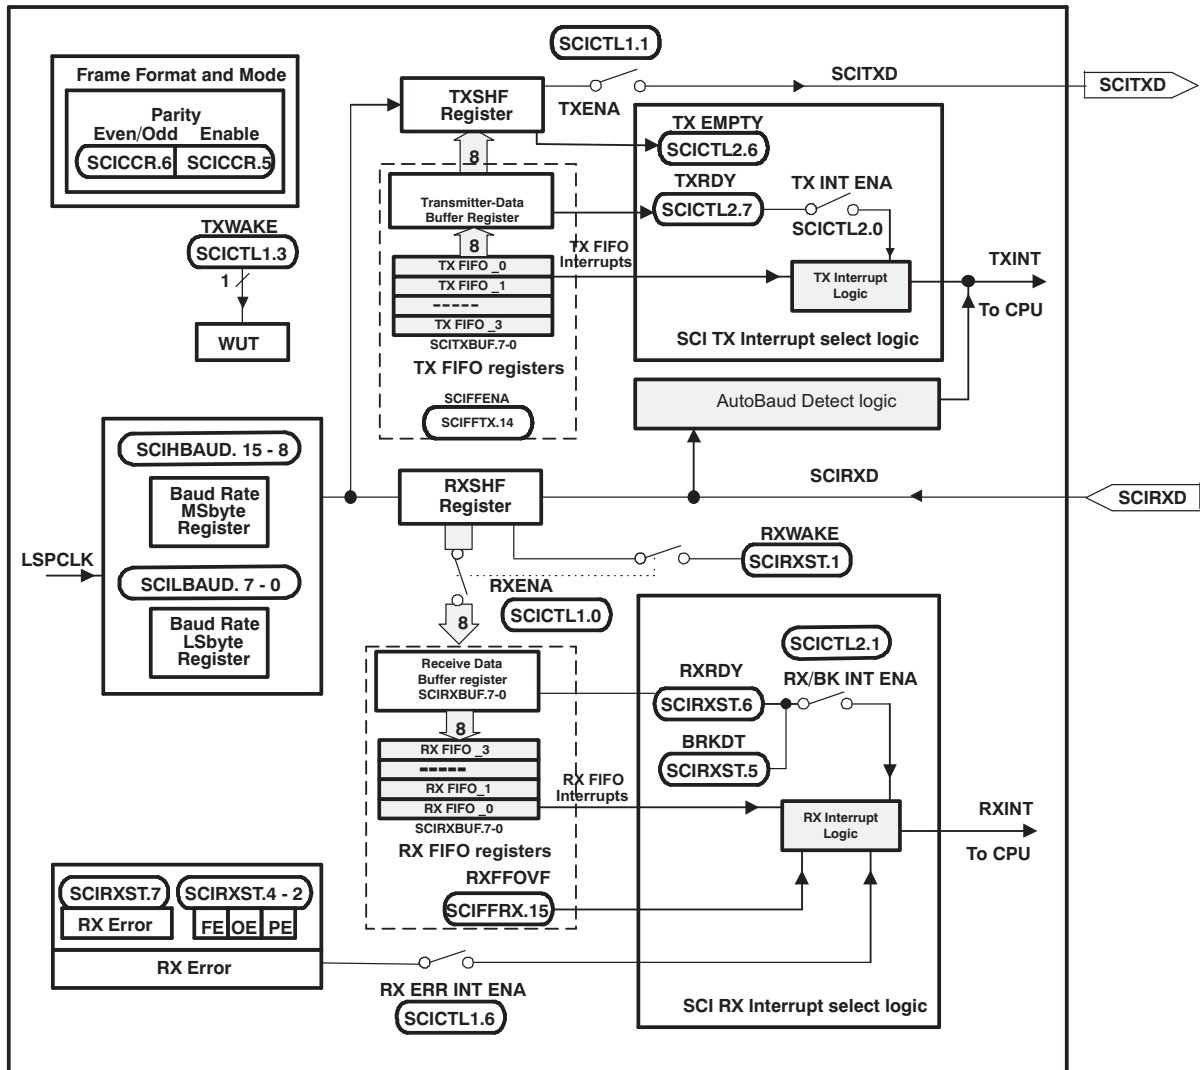 SCICTL1.1
Frame Format and Mode
Parity
Even/Odd Enable
SCICCR.6 SCICCR.5
TXSHF
Register
TXENA
SCITXD
SCITXD
8
TX EMPTY
SCICTL2.6
TXRDY
SCICTL2.7
TX INT ENA
SCICTL2.0
Transmitter-Data
Buffer Register
8
TX FIFO
Interrupts
TX FIFO _0
TX FIFO _1
-----
TX FIFO _3
SCITXBUF.7-0
TX FIFO registers
SCIFFENA
SCIFFTX.14
TX Interrupt
Logic
TXINT
To CPU
SCI TX Interrupt select logic
TXWAKE
SCICTL1.3
1
WUT
AutoBaud Detect logic
SCIHBAUD. 15 - 8
Baud Rate
MSbyte
Register
LSPCLK
SCILBAUD. 7 - 0
Baud Rate
LSbyte
Register
RXSHF
Register
SCIRXD
SCIRXD
RXWAKE
SCIRXST.1
RXENA
SCICTL1.0
8
Receive Data
Buffer register
SCIRXBUF.7-0
8
RX FIFO _3
-----
RX FIFO_1
RX FIFO _0
SCIRXBUF.7-0
RX FIFO registers
RX FIFO
Interrupts
SCICTL2.1
RXRDY
RX/BK INT ENA
SCIRXST.6
BRKDT
SCIRXST.5
RX Interrupt
Logic
RXINT
To CPU
RXFFOVF
SCIFFRX.15
SCIRXST.7
SCIRXST.4 - 2
RX Error
FE OE PE
RX Error
RX ERR INT ENA
SCICTL1.6
SCI RX Interrupt select logic